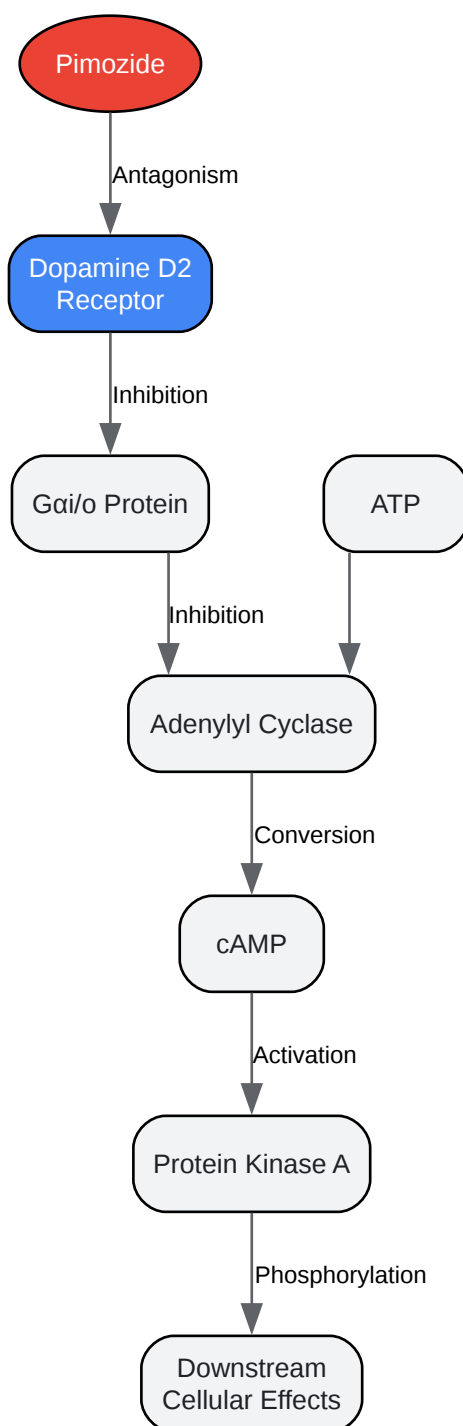 Pimozide
Antagonism
Dopamine D2
Receptor
Inhibition
Gαi/o Protein
ATP
Inhibition
Adenylyl Cyclase
Conversion
cAMP
Activation
Protein Kinase A
Phosphorylation
Downstream
Cellular Effects